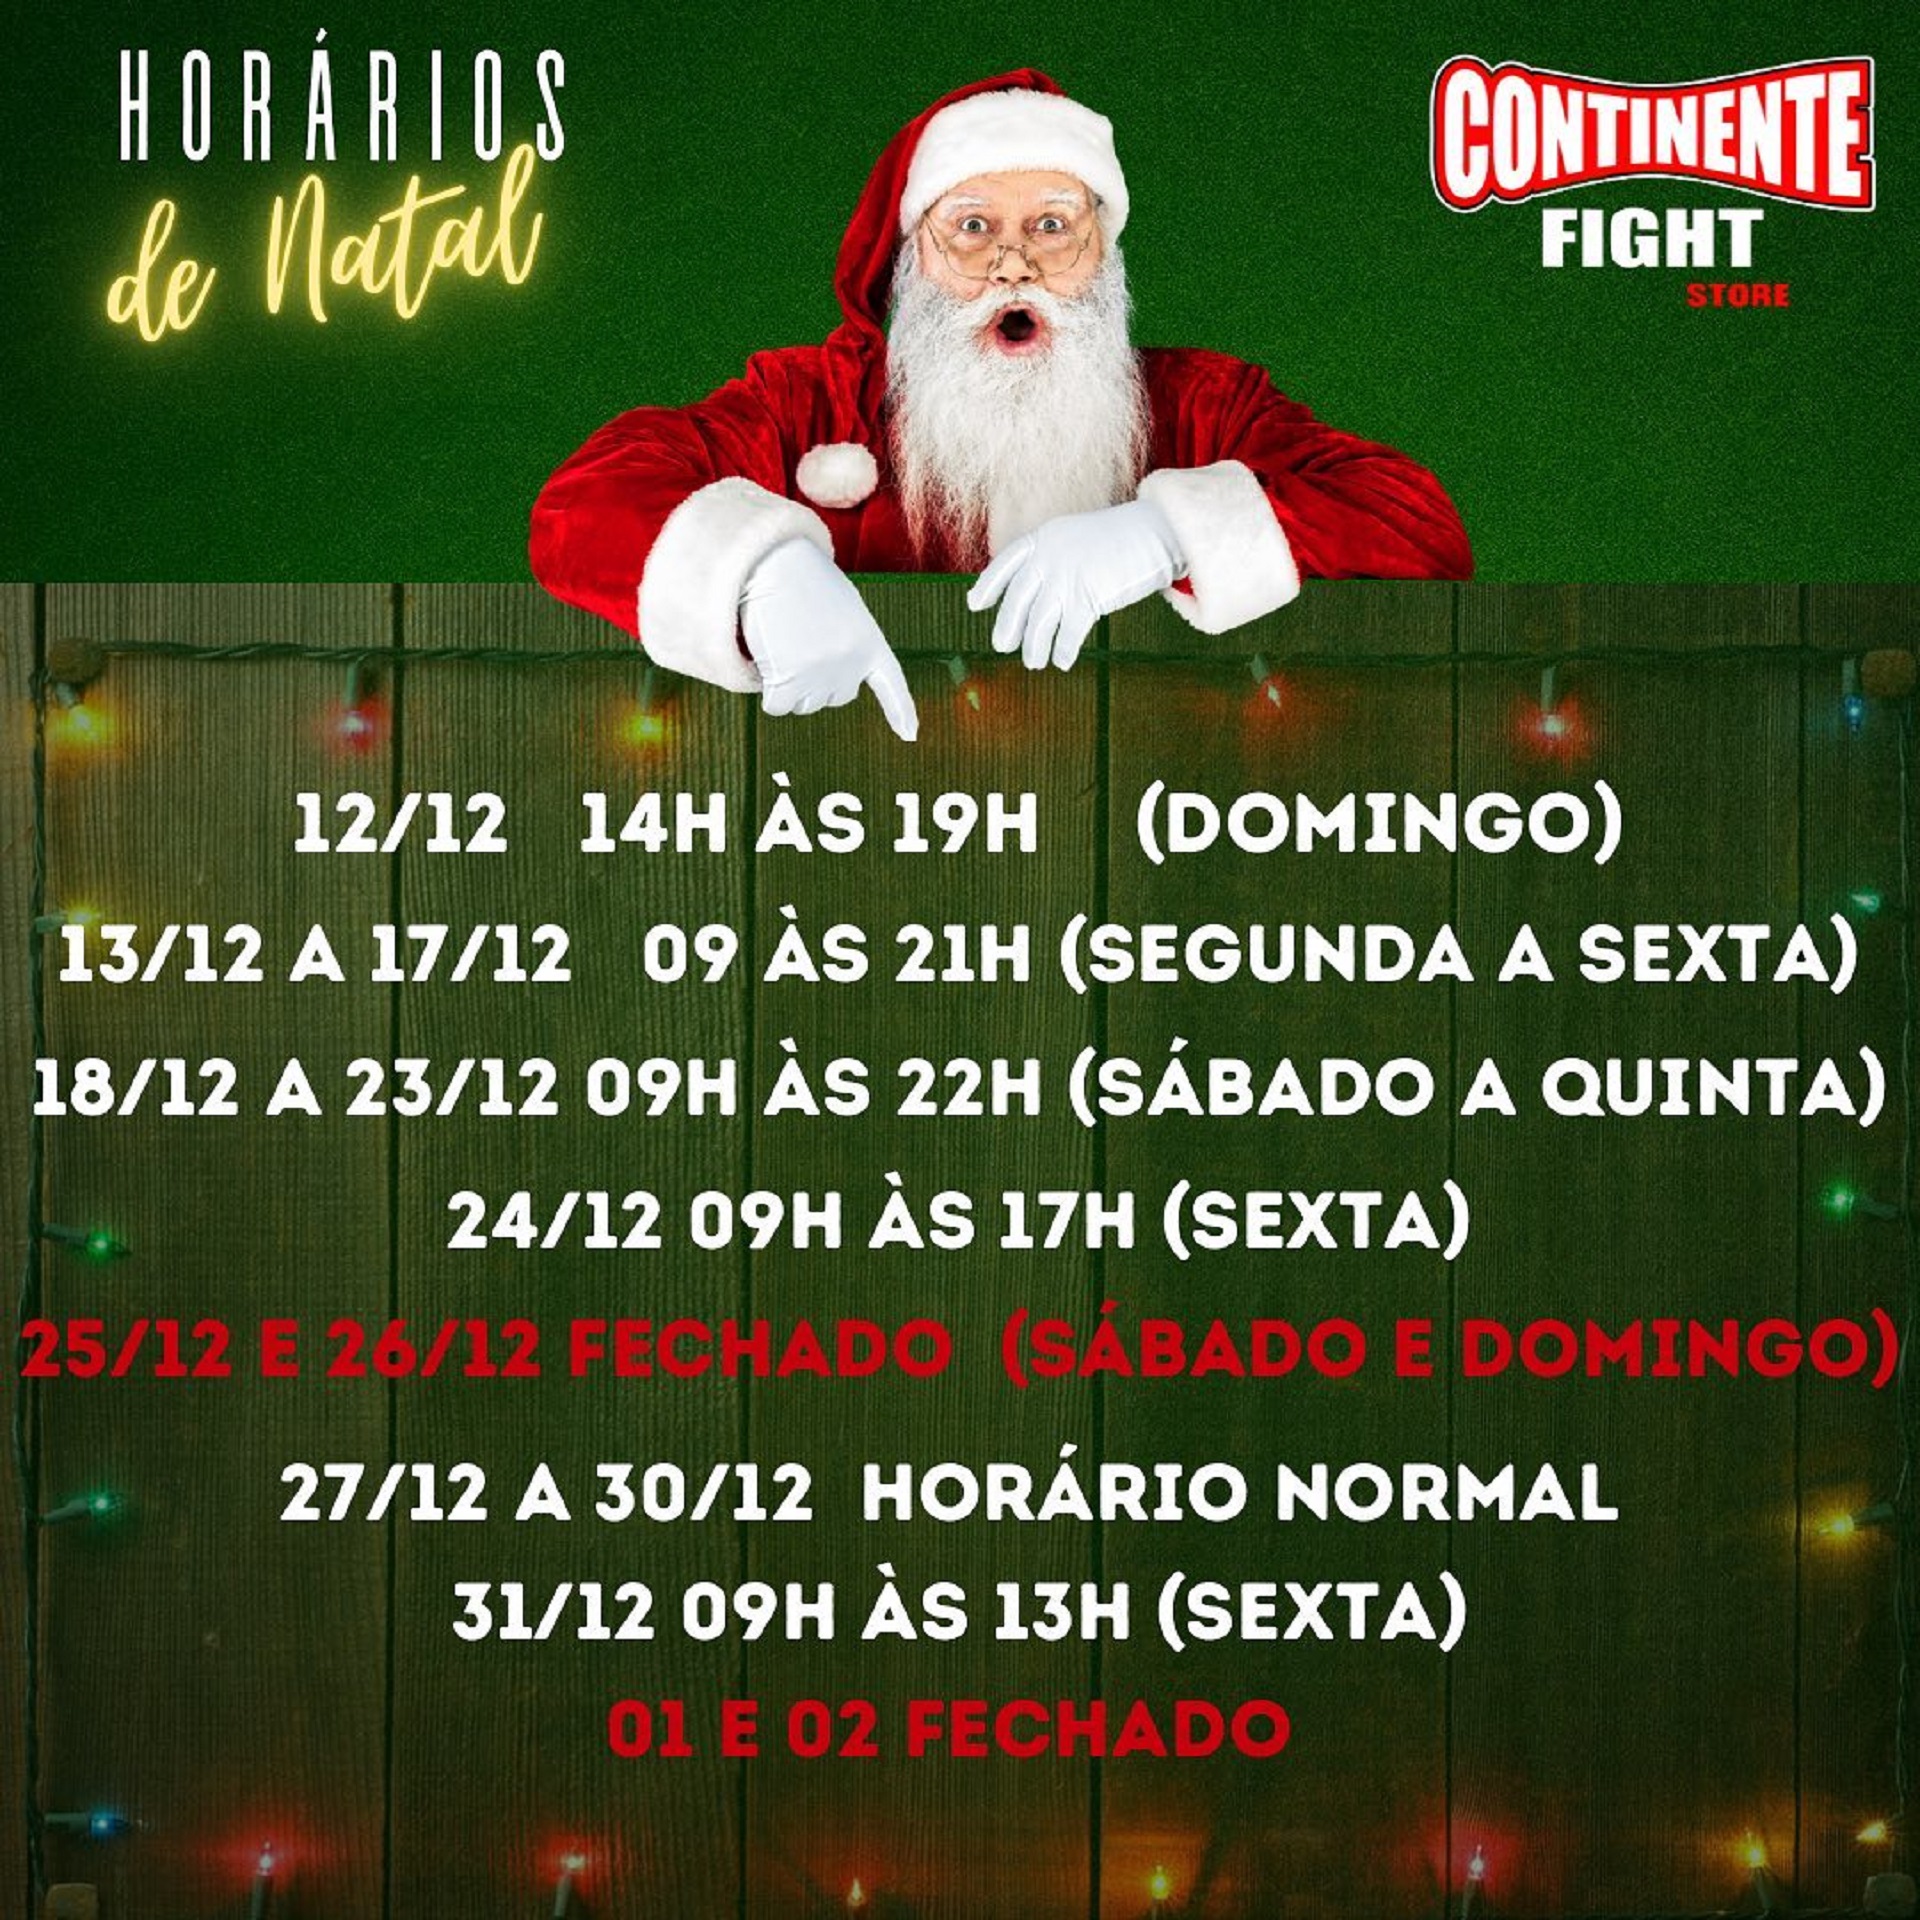 HORÁRIOS
de Natal
CONTINENTE
FIGHT
STORE
12/12 14H ÀS 19H (DOMINGO)
13/12 A 17/12 09 ÀS 21H (SEGUNDA A SEXTA)
18/12 A 23/12 09H ÀS 22H (SÁBADO A QUINTA)
24/12 09H ÀS 17H (SEXTA)
25/12 E 26/12 FECHADO (SÁBADO E DOMINGO)
27/12 A 30/12 HORÁRIO NORMAL
31/12 09H ÀS 13H (SEXTA)
01 E 02 FECHADO